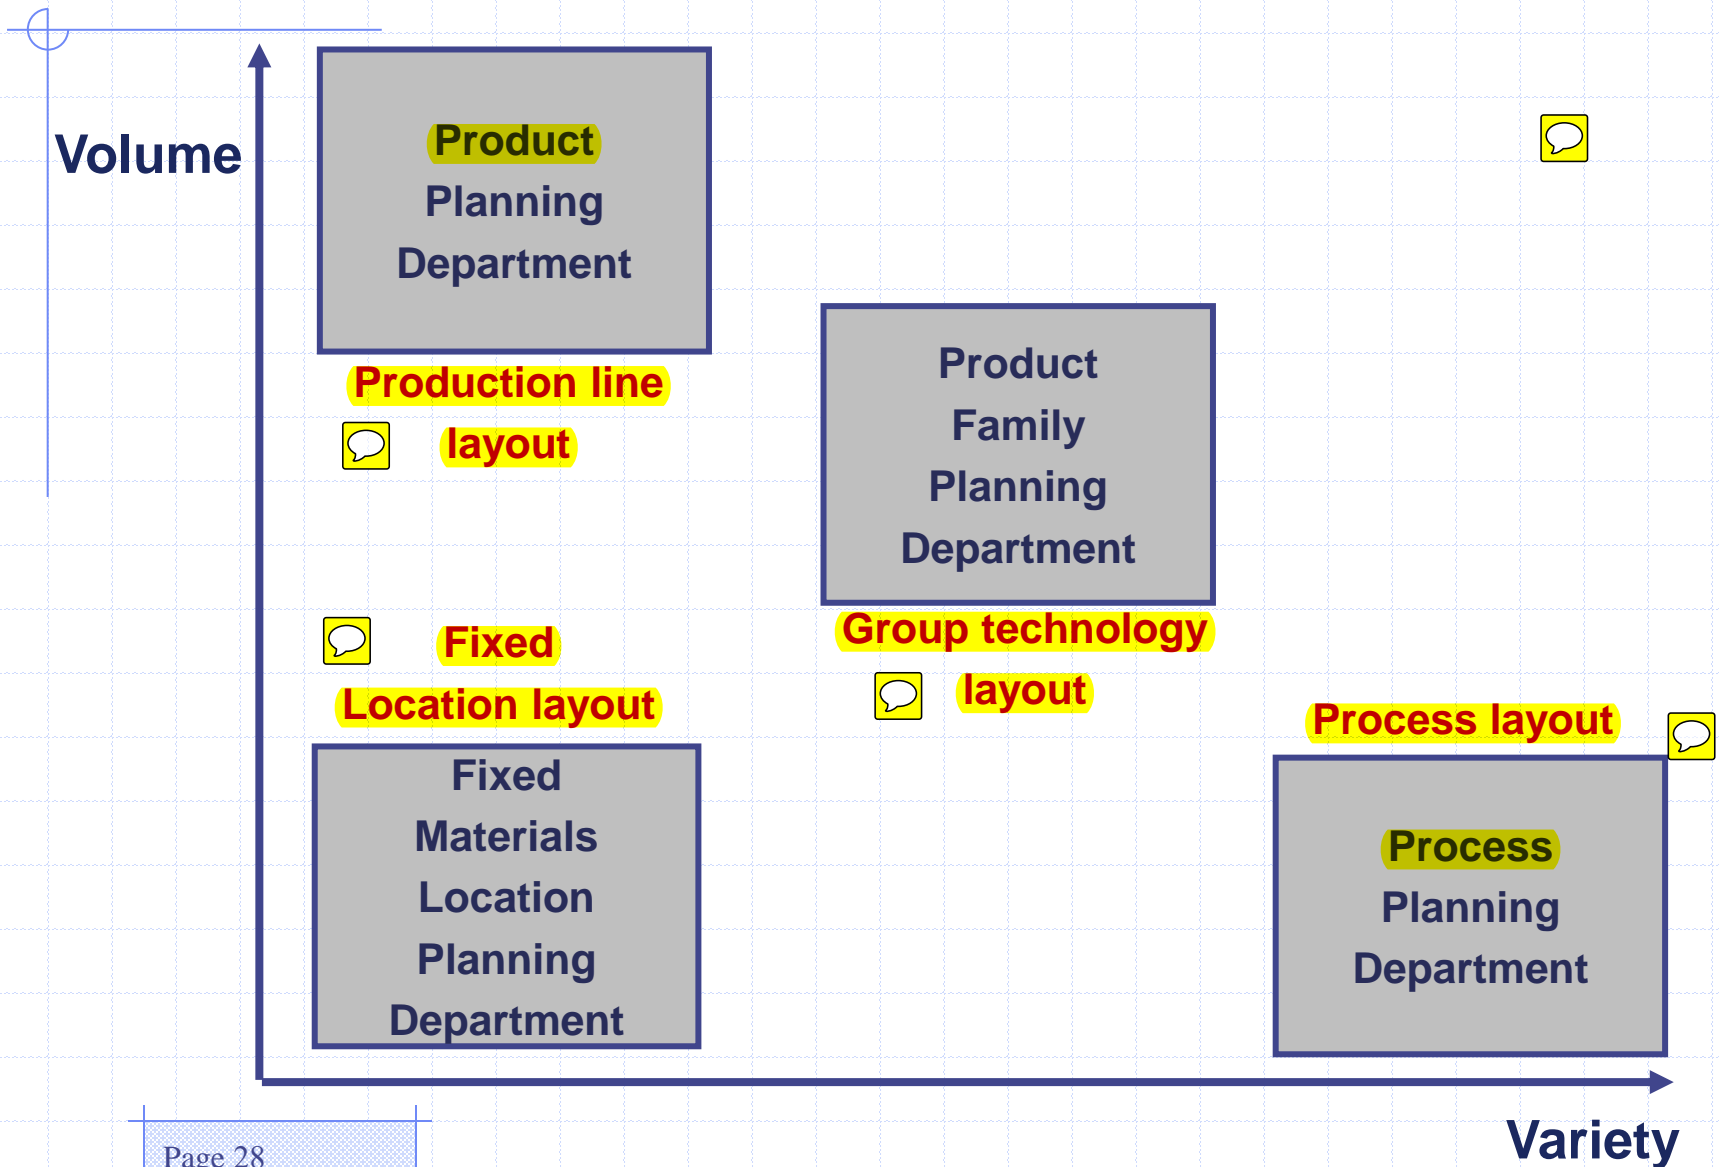 Volume
Product
Planning
Department
Production line
layout
Product
Family
Planning
Department
Group technology
layout
Fixed
Location layout
Fixed
Materials
Location
Planning
Department
Process layout
Process
Planning
Department
Variety
Page 28